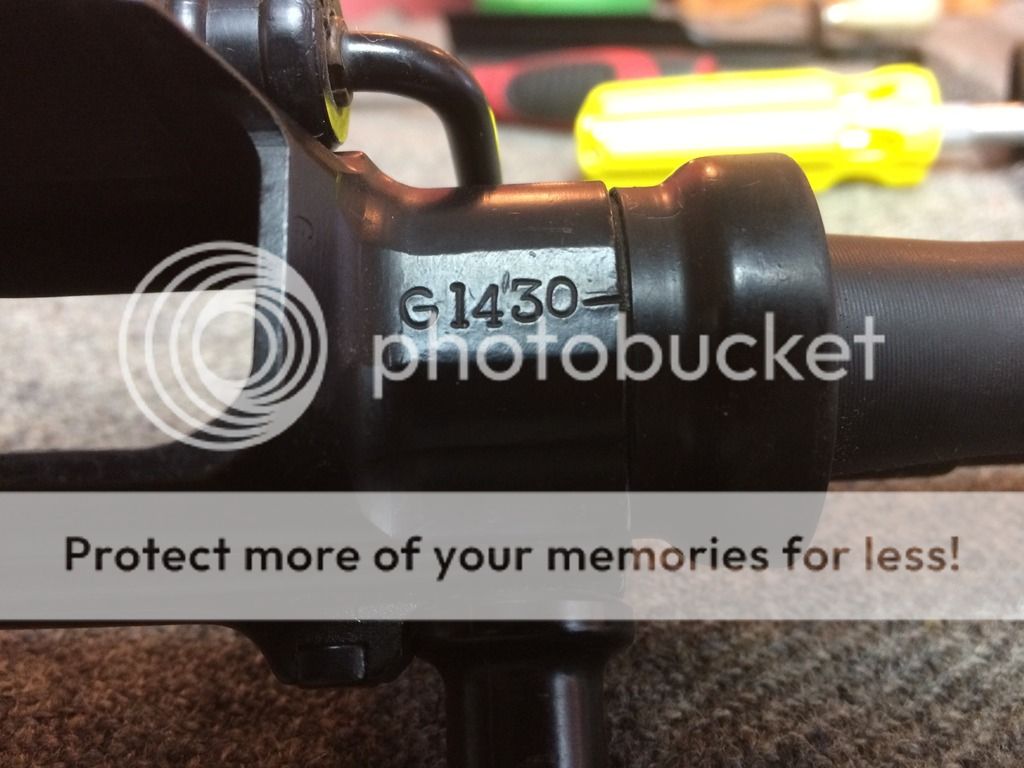 G1430
photobucket
Protect more of your memories for less!